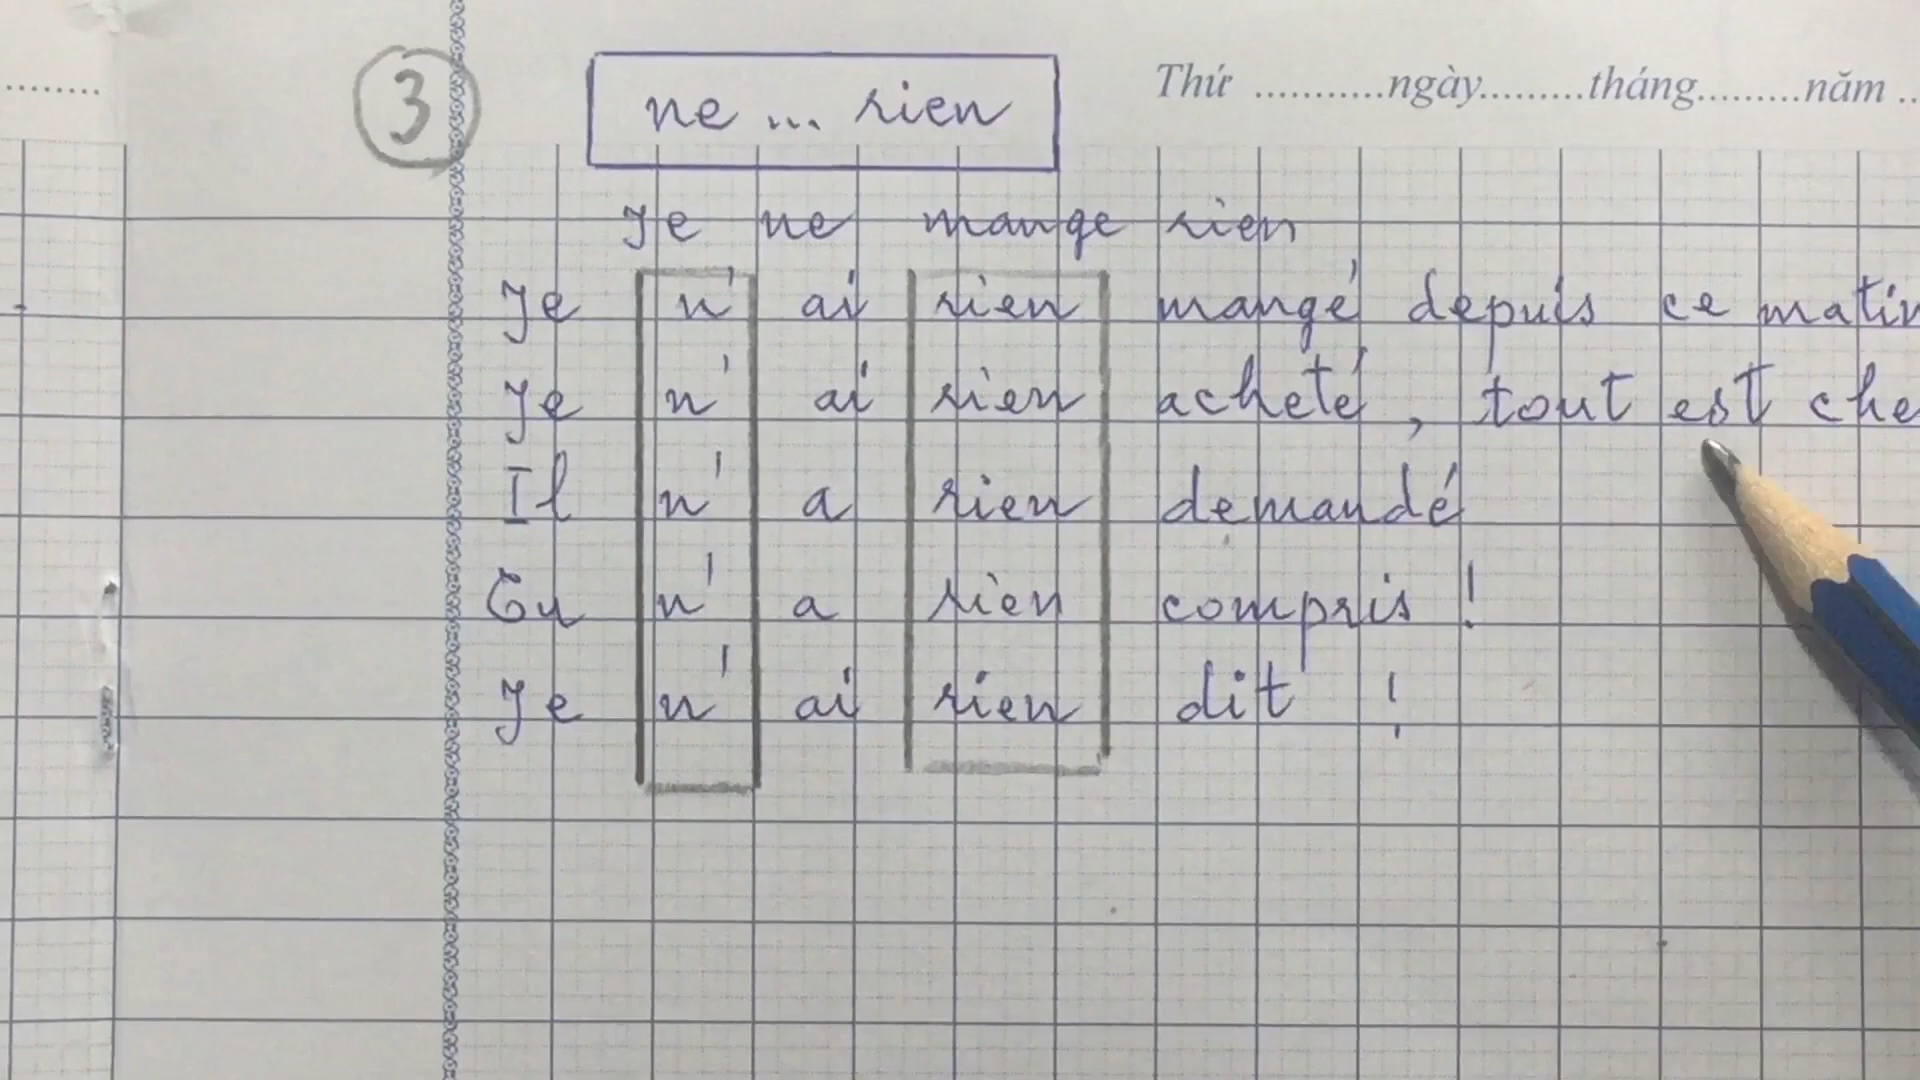 3 ne ... rien
Thứ ...........ngày.........tháng.........năm ..
Je ne mange rien
Je n' ai rien mangé depuis ce matin
Je n' ai rien acheté, tout est che
Il n' a rien demandé
Tu n' a rien compris !
Je n' ai rien dit !